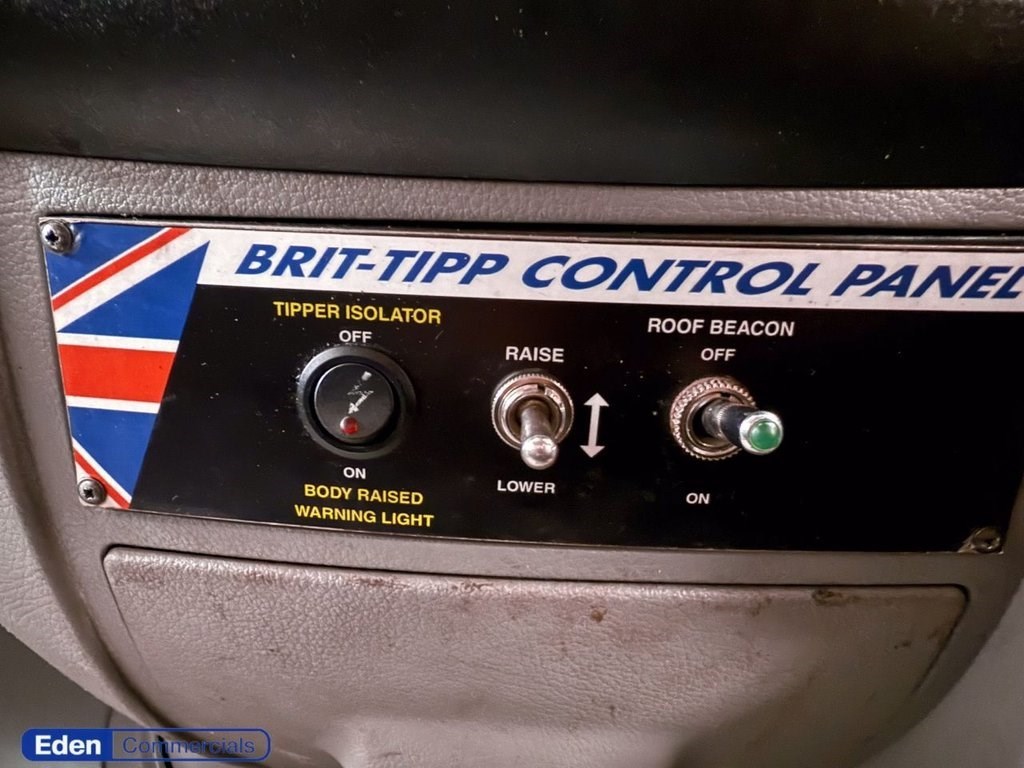 BRIT-TIPP CONTROL PANEL
TIPPER ISOLATOR
OFF
ON
BODY RAISED
WARNING LIGHT
RAISE
LOWER
ROOF BEACON
OFF
ON
Eden Commercials